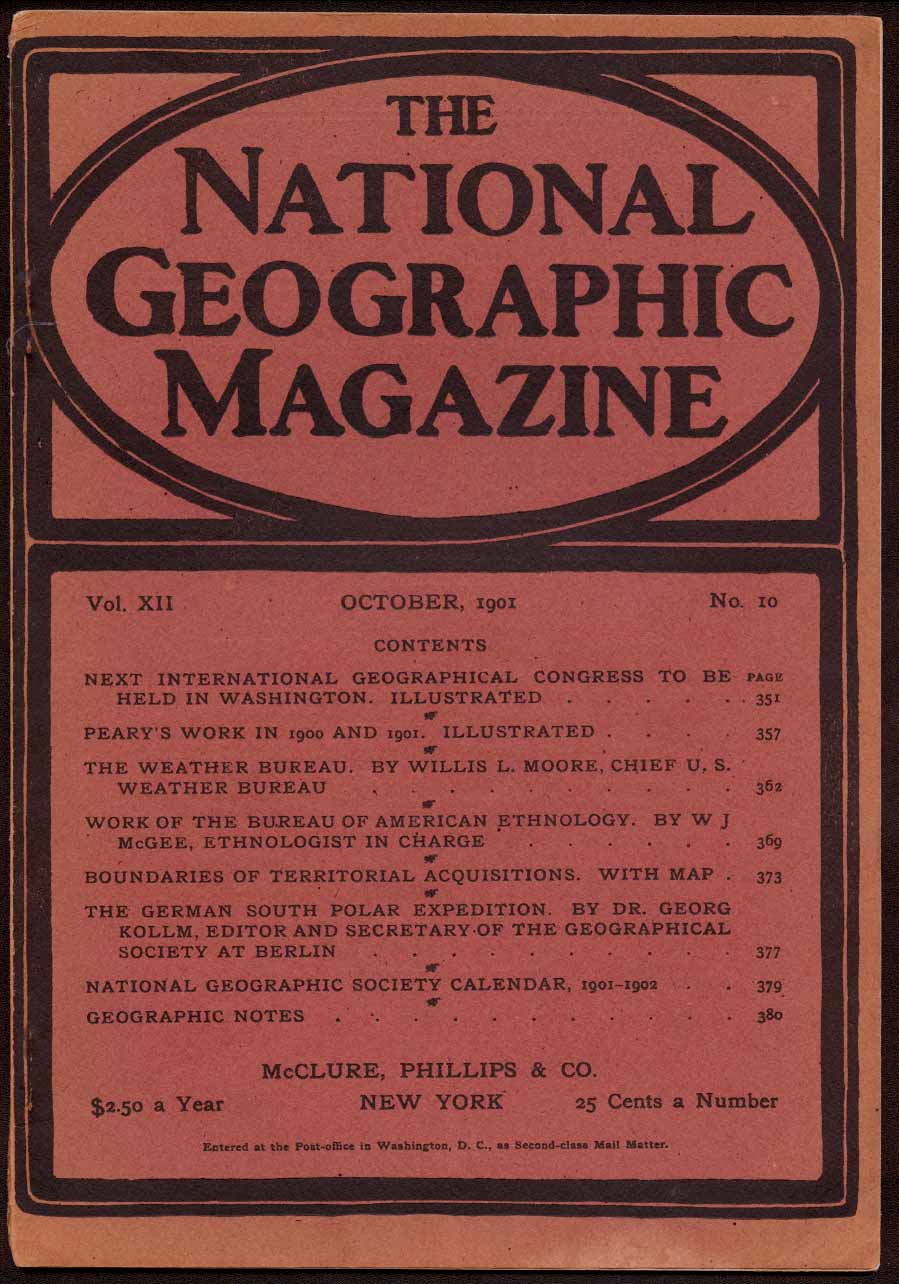 THE
NATIONAL
GEOGRAPHIC
MAGAZINE
Vol. XII OCTOBER, 1901 No. 10
CONTENTS
NEXT INTERNATIONAL GEOGRAPHICAL CONGRESS TO BE PAGE
HELD IN WASHINGTON. ILLUSTRATED . . . . . . 351
PEARY'S WORK IN 1900 AND 1901. ILLUSTRATED . . . . 357
THE WEATHER BUREAU. BY WILLIS L. MOORE, CHIEF U. S.
WEATHER BUREAU . . . . . . . . . . . 362
WORK OF THE BUREAU OF AMERICAN ETHNOLOGY. BY W J
McGEE, ETHNOLOGIST IN CHARGE . . . . . . 369
BOUNDARIES OF TERRITORIAL ACQUISITIONS. WITH MAP . 373
THE GERMAN SOUTH POLAR EXPEDITION. BY DR. GEORG
KOLLM, EDITOR AND SECRETARY OF THE GEOGRAPHICAL
SOCIETY AT BERLIN . . . . . . . . . . 377
NATIONAL GEOGRAPHIC SOCIETY CALENDAR, 1901-1902 . . 379
GEOGRAPHIC NOTES . . . . . . . . . . . 380
McCLURE, PHILLIPS & CO.
$2.50 a Year NEW YORK 25 Cents a Number
Entered at the Post-office in Washington, D. C., as Second-class Mail Matter.